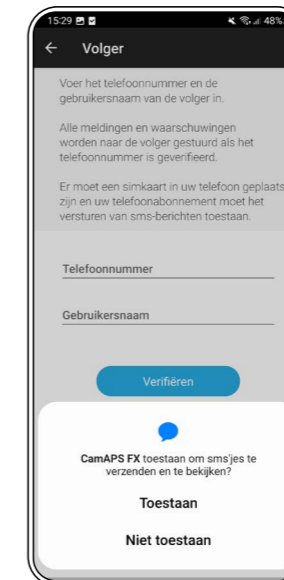 15:29 48%
Volger
Voer het telefoonnummer en de
gebruikersnaam van de volger in.
Alle meldingen en waarschuwingen
worden naar de volger gestuurd als het
telefoonnummer is geverifieerd.
Er moet een simkaart in uw telefoon geplaats
zijn en uw telefoonabonnement moet het
versturen van sms-berichten toestaan.
Telefoonnummer
Gebruikersnaam
Verifiëren
CamAPS FX toestaan om sms'jes te
verzenden en te bekijken?
Toestaan
Niet toestaan